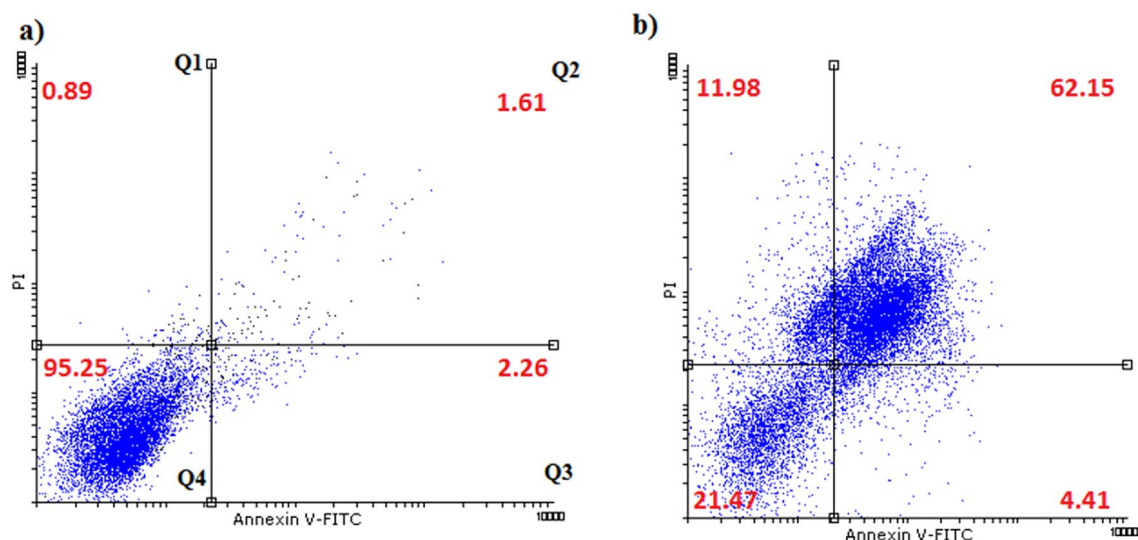 a)
Q1
Q2
0.89
1.61
PI
95.25
2.26
Q4
Q3
Annexin V-FITC
b)
11.98
62.15
PI
21.47
4.41
Annexin V-FITC